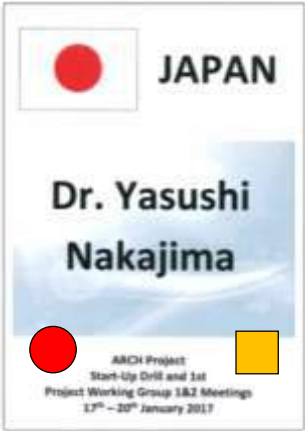 JAPAN
Dr. Yasushi
Nakajima
ARCH Project
Start-Up Drill and 1st
Project Working Group 1&2 Meetings
17th – 20th January 2017